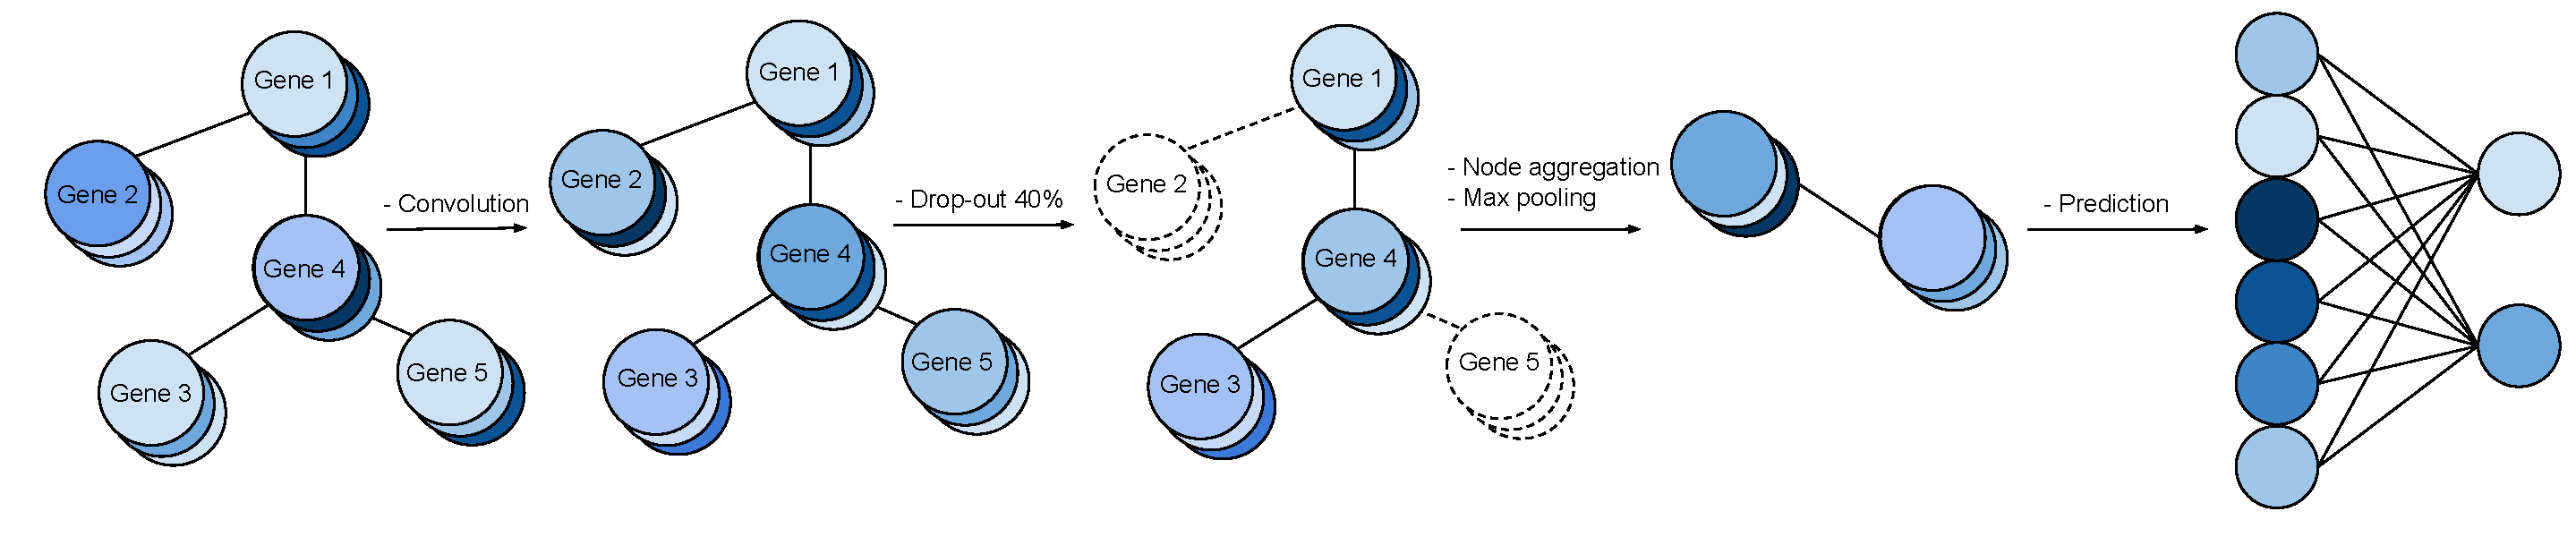 Gene 1
Gene 2
Gene 4
Gene 3
Gene 5
- Convolution
Gene 1
Gene 2
Gene 4
Gene 3
Gene 5
- Drop-out 40%
Gene 1
Gene 2
Gene 4
Gene 3
Gene 5
- Node aggregation
- Max pooling
- Prediction